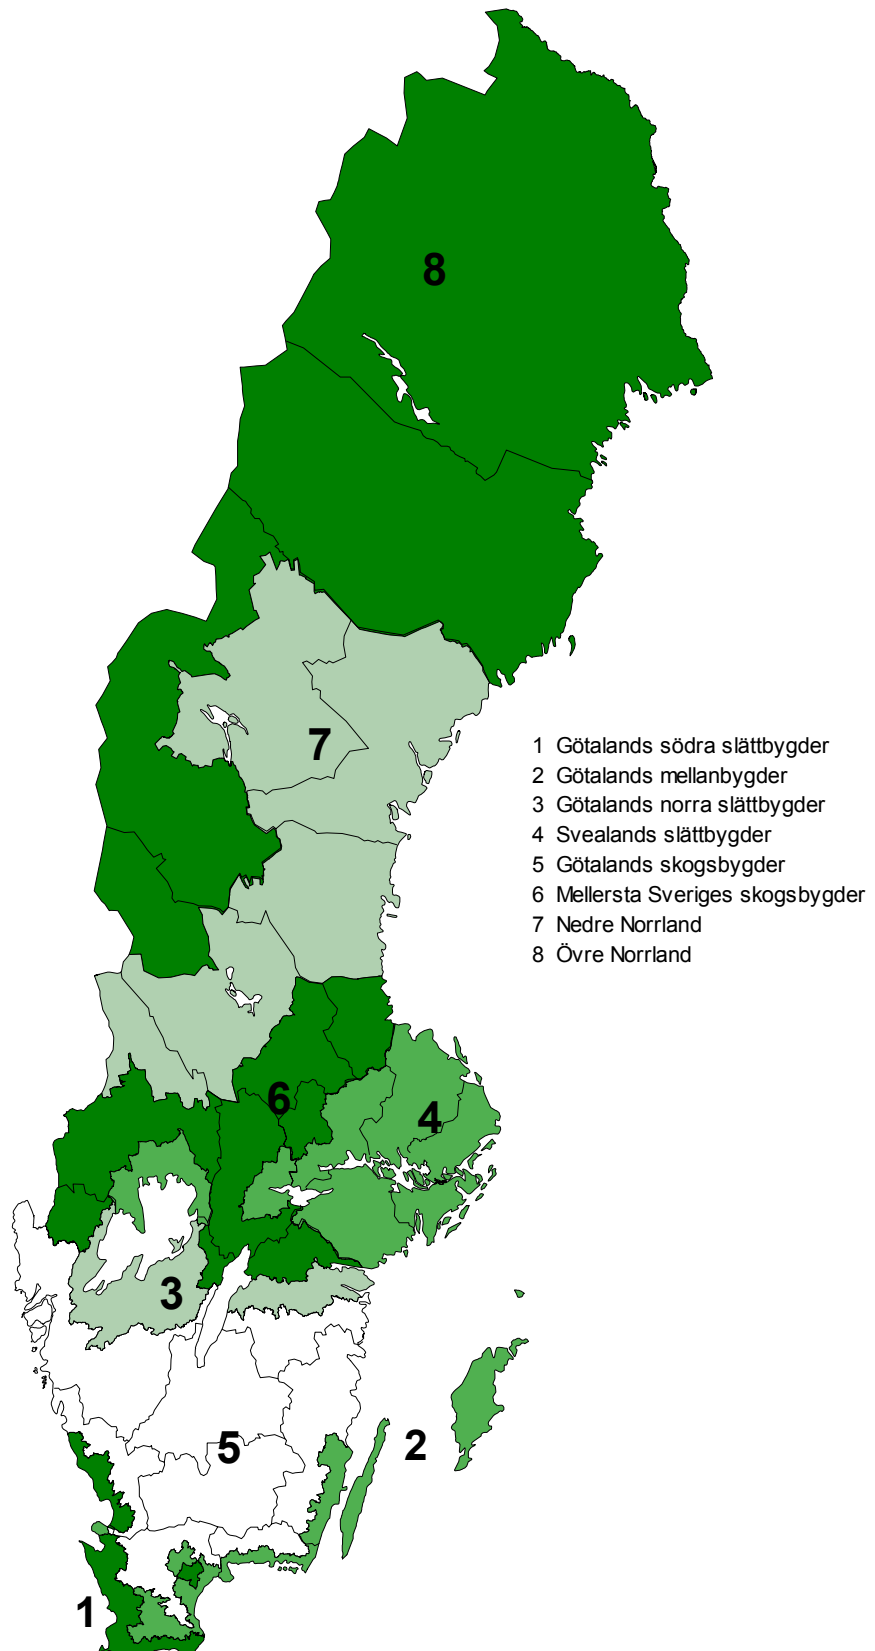 8
7
1 Götalands södra slättbygder
2 Götalands mellanbygder
3 Götalands norra slättbygder
4 Svealands slättbygder
5 Götalands skogsbygder
6 Mellersta Sveriges skogsbygder
7 Nedre Norrland
8 Övre Norrland
6
4
3
2
5
1